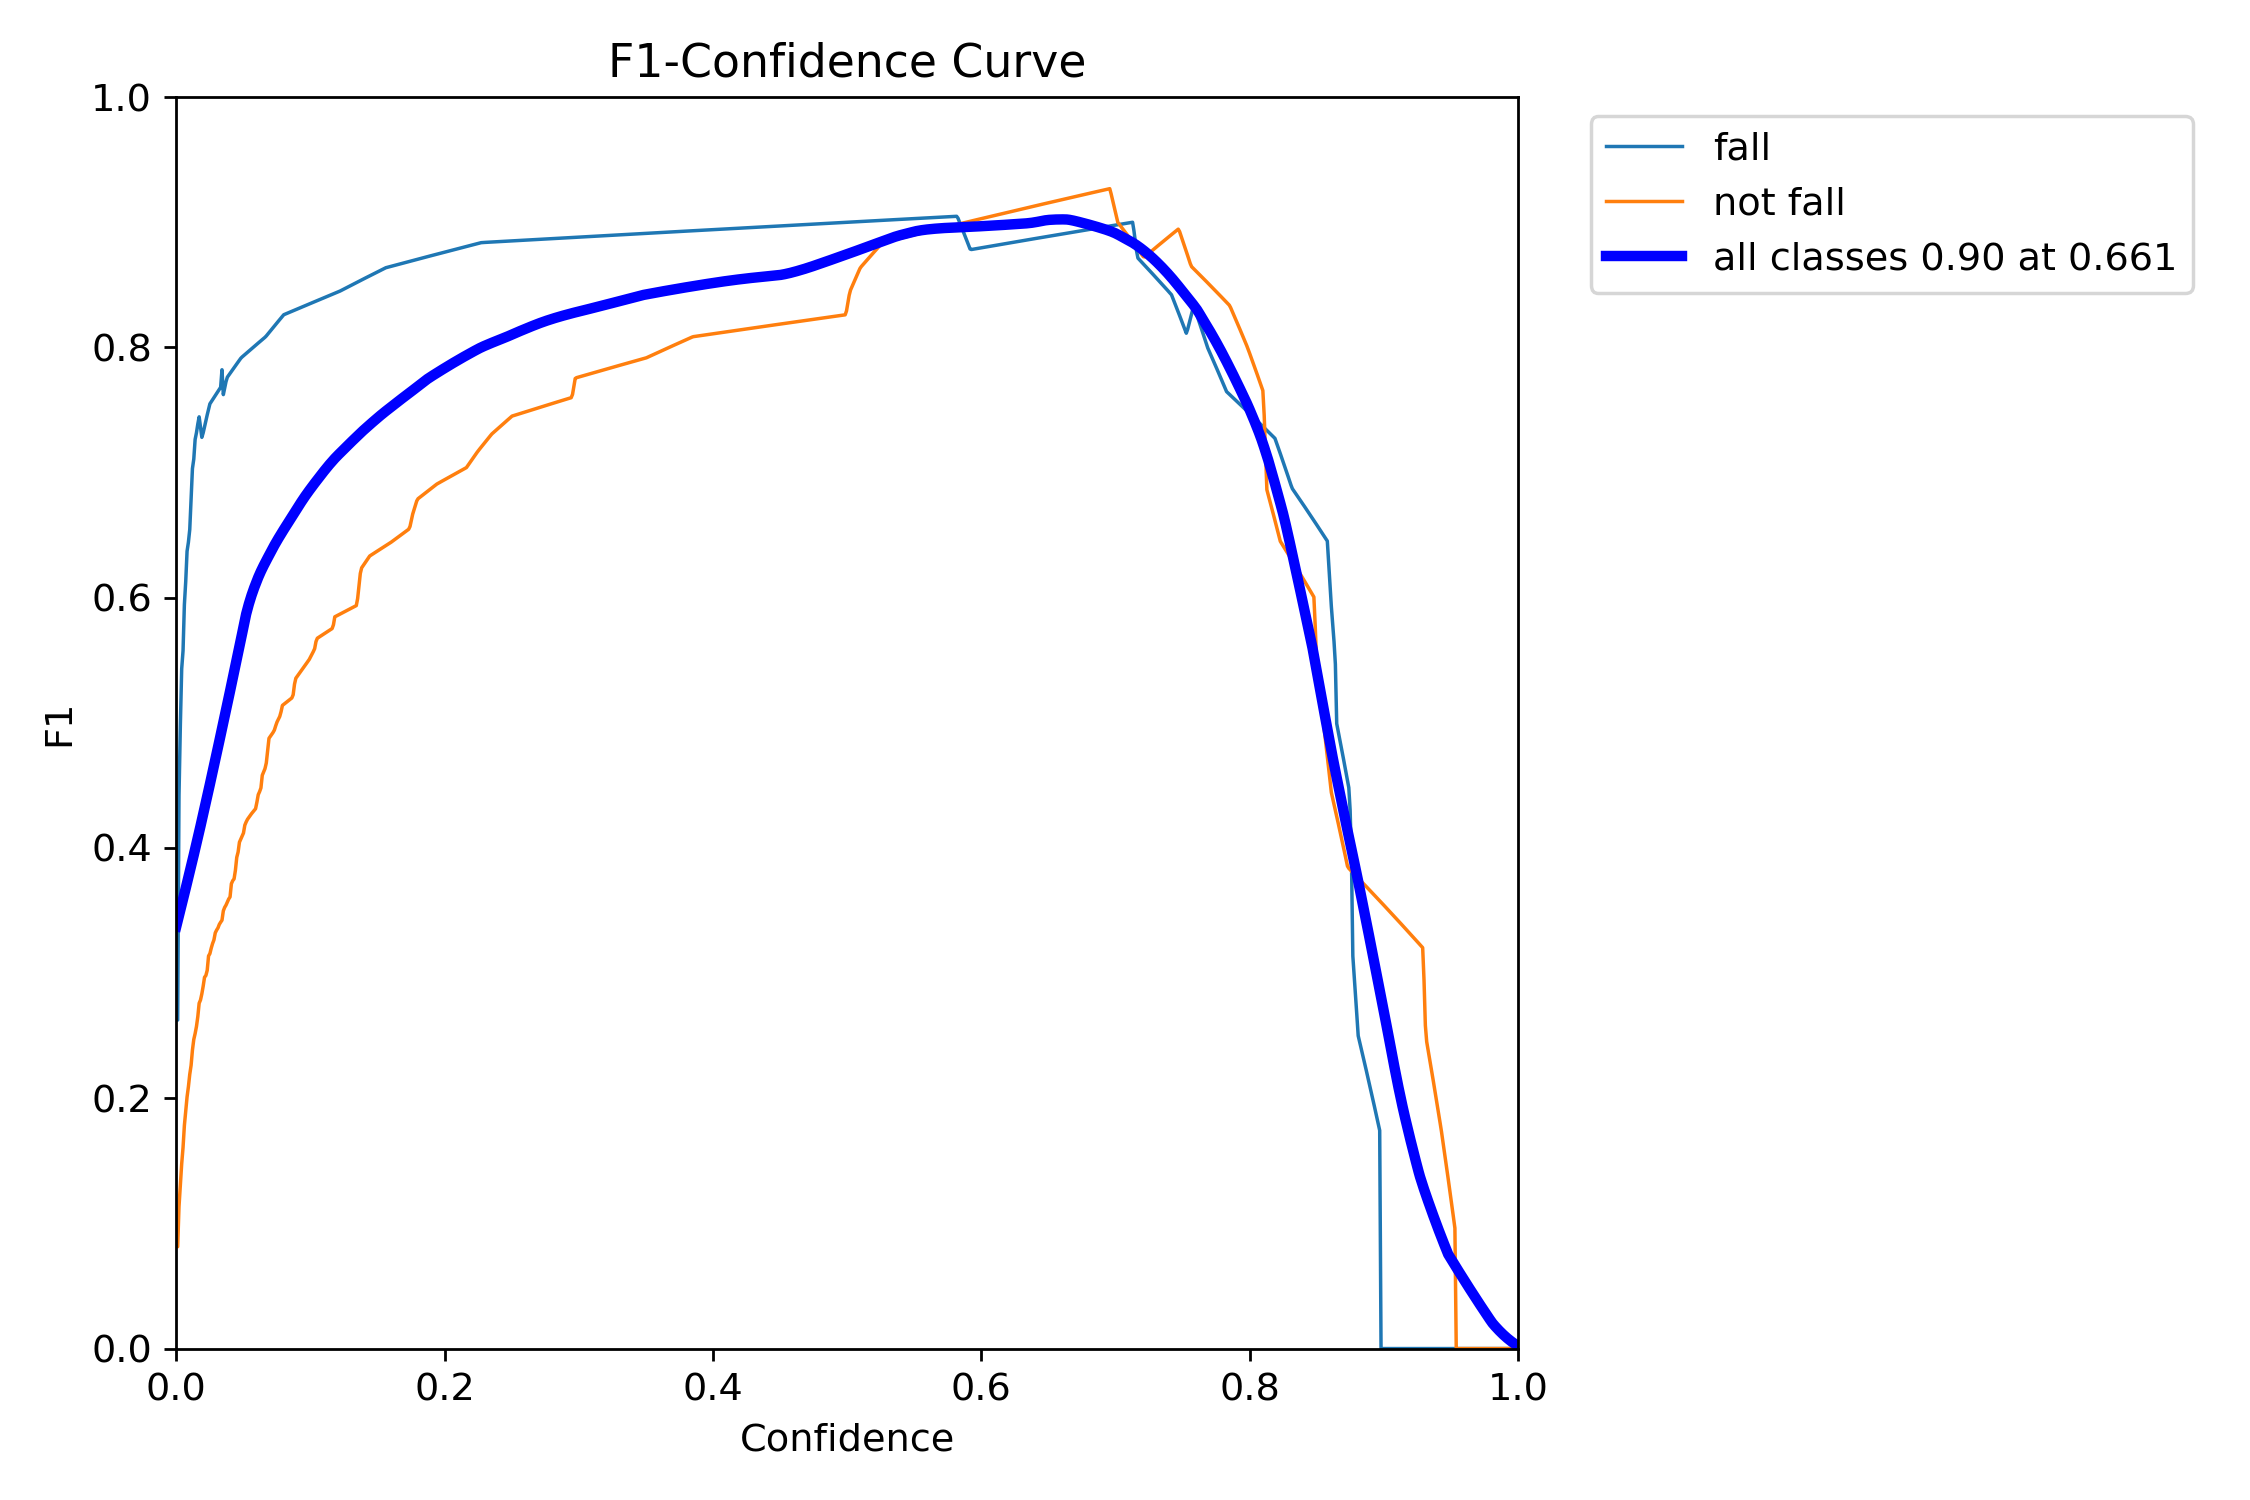 F1-Confidence Curve
1.0
0.8
0.6
0.4
0.2
0.0
F1
0.0 0.2 0.4 0.6 0.8 1.0
Confidence
fall
not fall
all classes 0.90 at 0.661